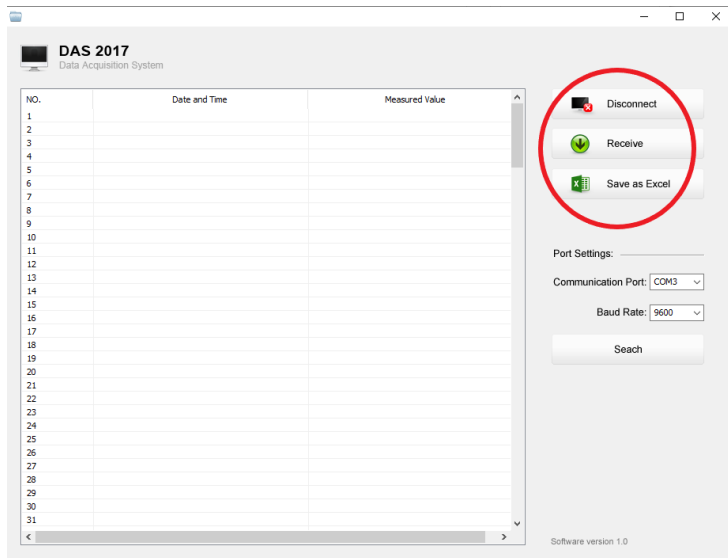 DAS 2017
Data Acquisition System
NO. Date and Time Measured Value
1
2
3
4
5
6
7
8
9
10
11
12
13
14
15
16
17
18
19
20
21
22
23
24
25
26
27
28
29
30
31
Disconnect
Receive
Save as Excel
Port Settings:
Communication Port: COM3
Baud Rate: 9600
Seach
Software version 1.0